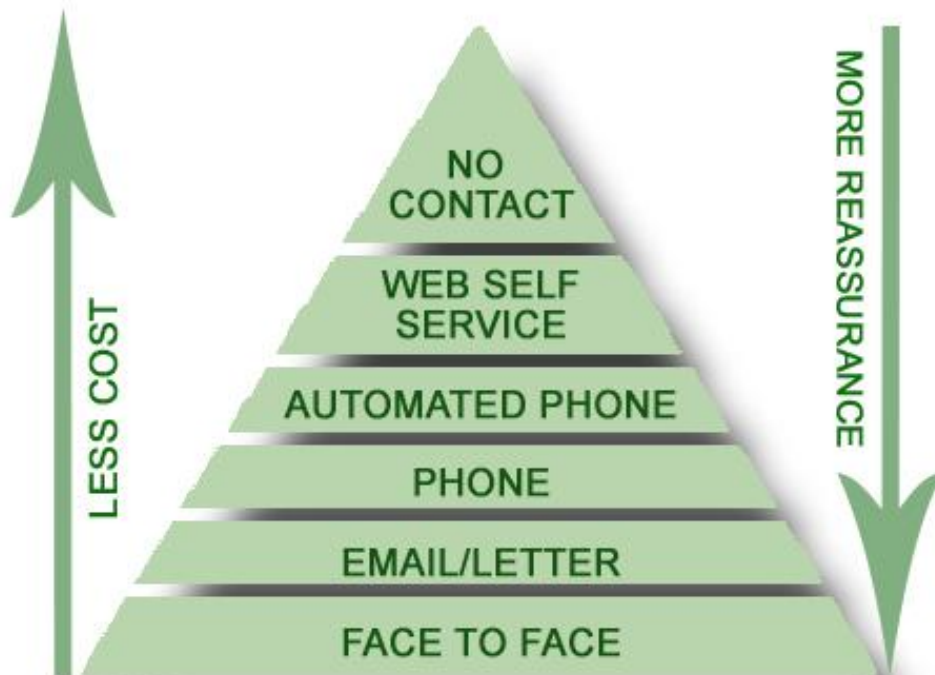 NO
CONTACT
WEB SELF
SERVICE
AUTOMATED PHONE
PHONE
EMAIL/LETTER
FACE TO FACE
LESS COST
MORE REASSURANCE